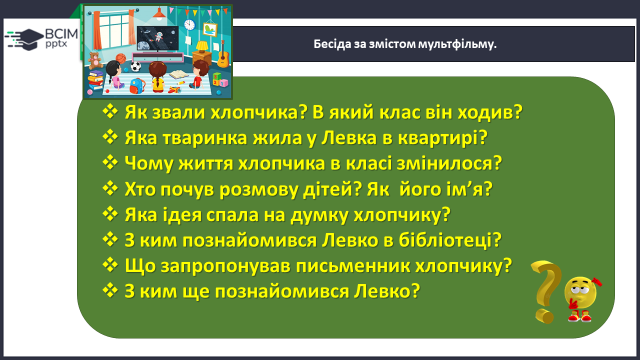 ВСІМ
pptx
Бесіда за змістом мультфільму.
❖ Як звали хлопчика? В який клас він ходив?
❖ Яка тваринка жила у Левка в квартирі?
❖ Чому життя хлопчика в класі змінилося?
❖ Хто почув розмову дітей? Як його ім’я?
❖ Яка ідея спала на думку хлопчику?
❖ З ким познайомився Левко в бібліотеці?
❖ Що запропонував письменник хлопчику?
❖ З ким ще познайомився Левко?